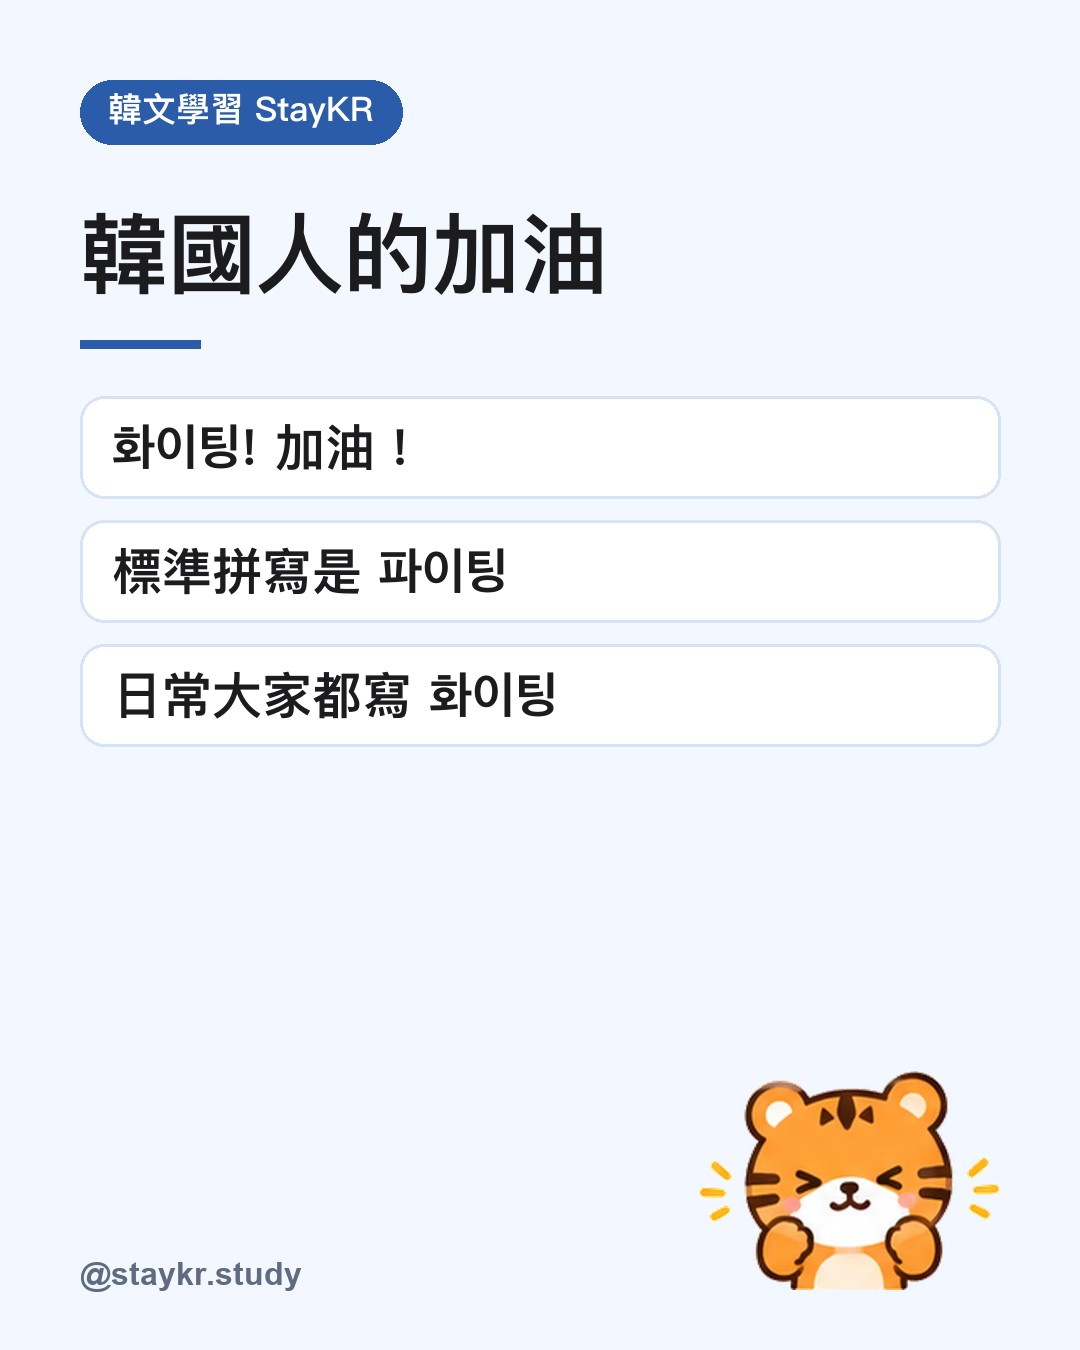 韓文學習 StayKR
韓國人的加油
화이팅! 加油！
標準拼寫是 파이팅
日常大家都寫 화이팅
@staykr.study